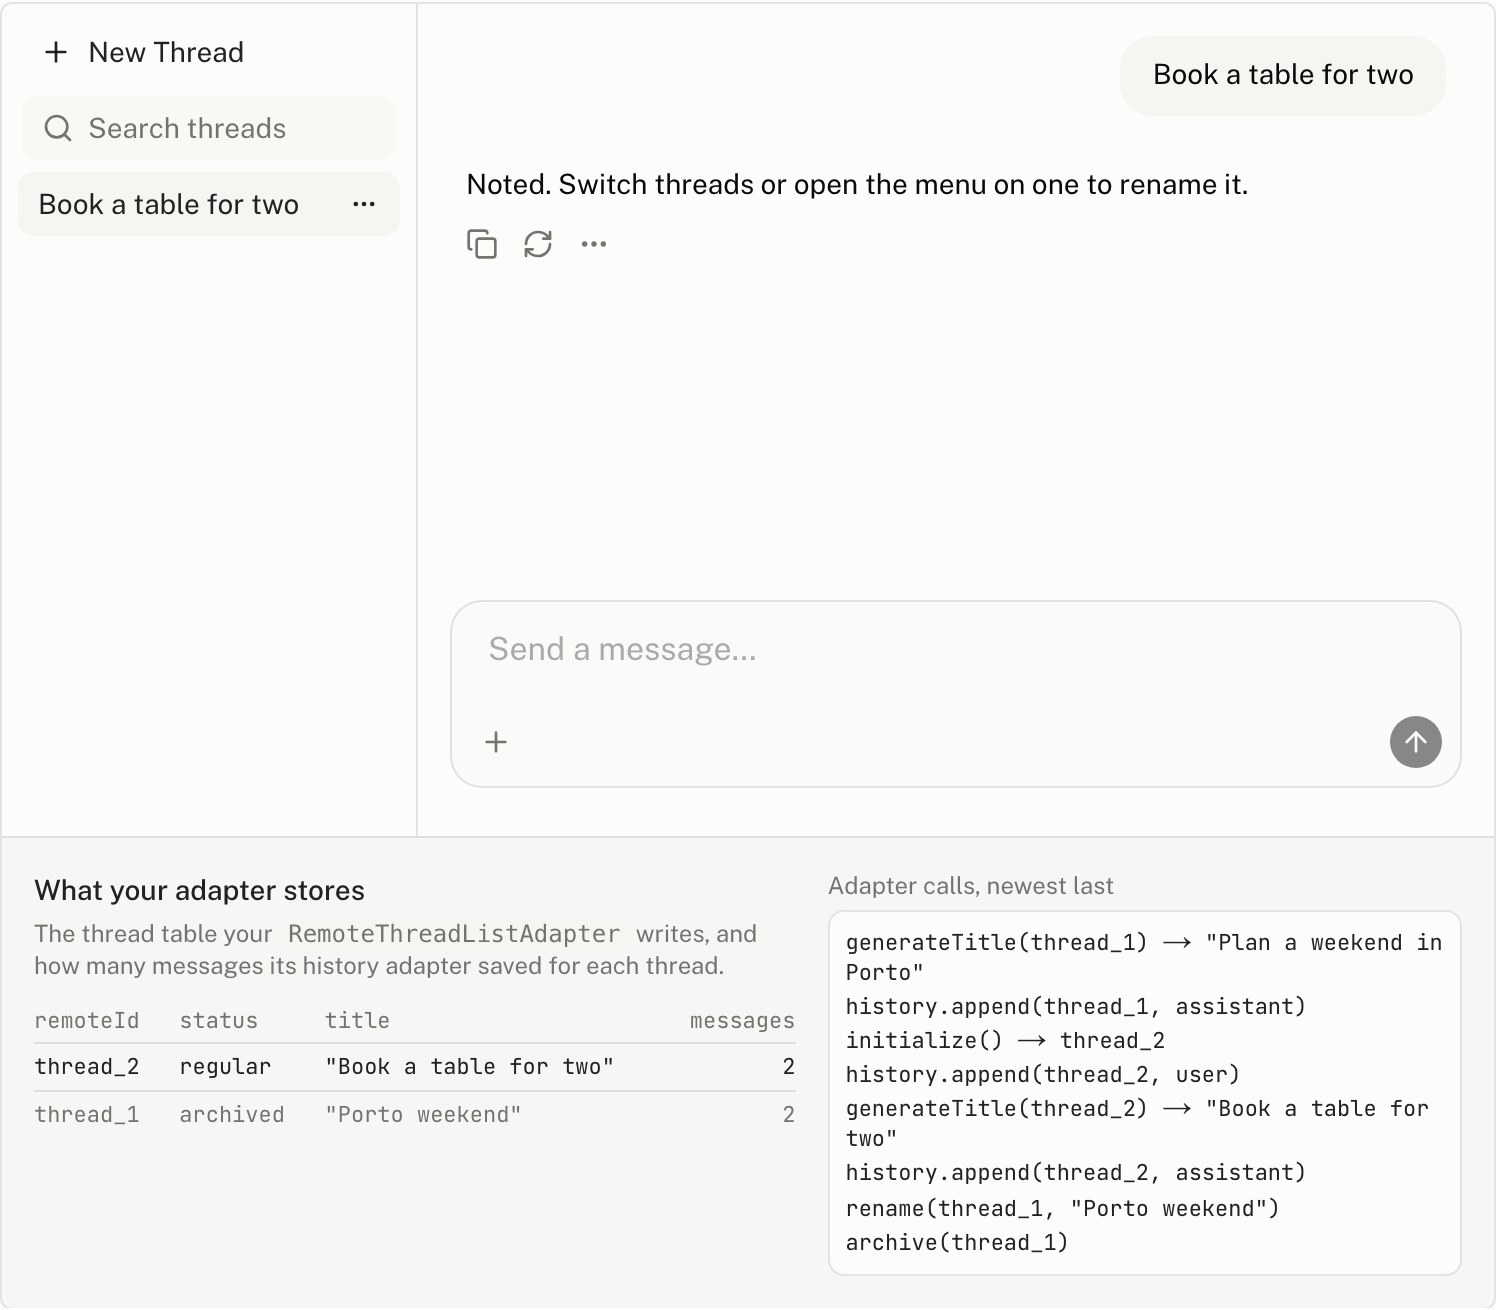 New Thread
Search threads
Book a table for two
Book a table for two
Noted. Switch threads or open the menu on one to rename it.
Send a message...
What your adapter stores
The thread table your RemoteThreadListAdapter writes, and
how many messages its history adapter saved for each thread.
remoteId status title messages
thread_2 regular "Book a table for two" 2
thread_1 archived "Porto weekend" 2
Adapter calls, newest last
generateTitle(thread_1) ⟶ "Plan a weekend in
Porto"
history.append(thread_1, assistant)
initialize() ⟶ thread_2
history.append(thread_2, user)
generateTitle(thread_2) ⟶ "Book a table for
two"
history.append(thread_2, assistant)
rename(thread_1, "Porto weekend")
archive(thread_1)